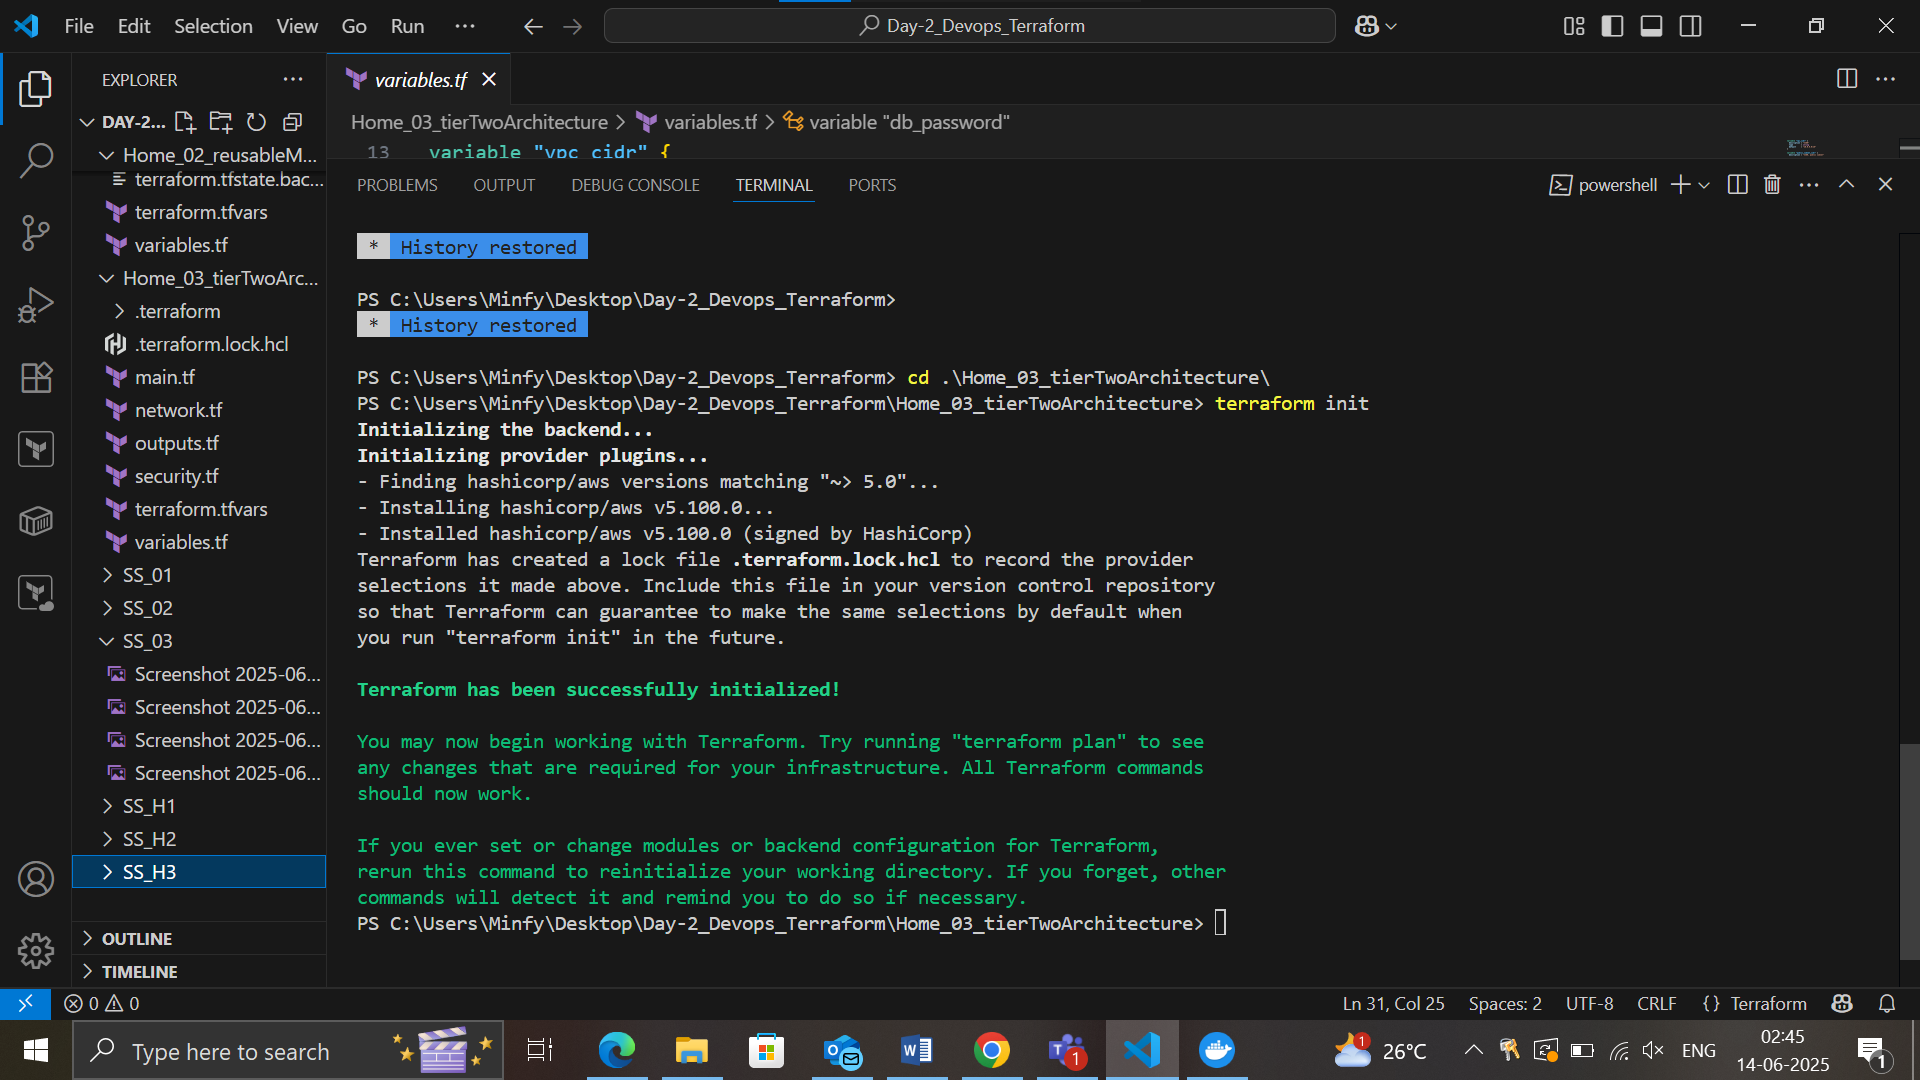 File Edit Selection View Go Run ···
Day-2_Devops_Terraform
EXPLORER
DAY-2...
Home_02_reusableM...
terraform.tfstate.bac...
terraform.tfvars
variables.tf
Home_03_tierTwoArc...
.terraform
.terraform.lock.hcl
main.tf
network.tf
outputs.tf
security.tf
terraform.tfvars
variables.tf
SS_01
SS_02
SS_03
Screenshot 2025-06...
Screenshot 2025-06...
Screenshot 2025-06...
Screenshot 2025-06...
SS_H1
SS_H2
SS_H3
OUTLINE
TIMELINE
variables.tf
Home_03_tierTwoArchitecture > variables.tf > variable "db_password"
13 variable "vpc_cidr" {
PROBLEMS OUTPUT DEBUG CONSOLE TERMINAL PORTS
powershell
* History restored
PS C:\Users\Minfy\Desktop\Day-2_Devops_Terraform>
* History restored
PS C:\Users\Minfy\Desktop\Day-2_Devops_Terraform> cd .\Home_03_tierTwoArchitecture\
PS C:\Users\Minfy\Desktop\Day-2_Devops_Terraform\Home_03_tierTwoArchitecture> terraform init
Initializing the backend...
Initializing provider plugins...
- Finding hashicorp/aws versions matching "~> 5.0"...
- Installing hashicorp/aws v5.100.0...
- Installed hashicorp/aws v5.100.0 (signed by HashiCorp)
Terraform has created a lock file .terraform.lock.hcl to record the provider
selections it made above. Include this file in your version control repository
so that Terraform can guarantee to make the same selections by default when
you run "terraform init" in the future.
Terraform has been successfully initialized!
You may now begin working with Terraform. Try running "terraform plan" to see
any changes that are required for your infrastructure. All Terraform commands
should now work.
If you ever set or change modules or backend configuration for Terraform,
rerun this command to reinitialize your working directory. If you forget, other
commands will detect it and remind you to do so if necessary.
PS C:\Users\Minfy\Desktop\Day-2_Devops_Terraform\Home_03_tierTwoArchitecture>
0 0
Ln 31, Col 25 Spaces: 2 UTF-8 CRLF {} Terraform
Type here to search
1
1
26°C
ENG
02:45
14-06-2025
1